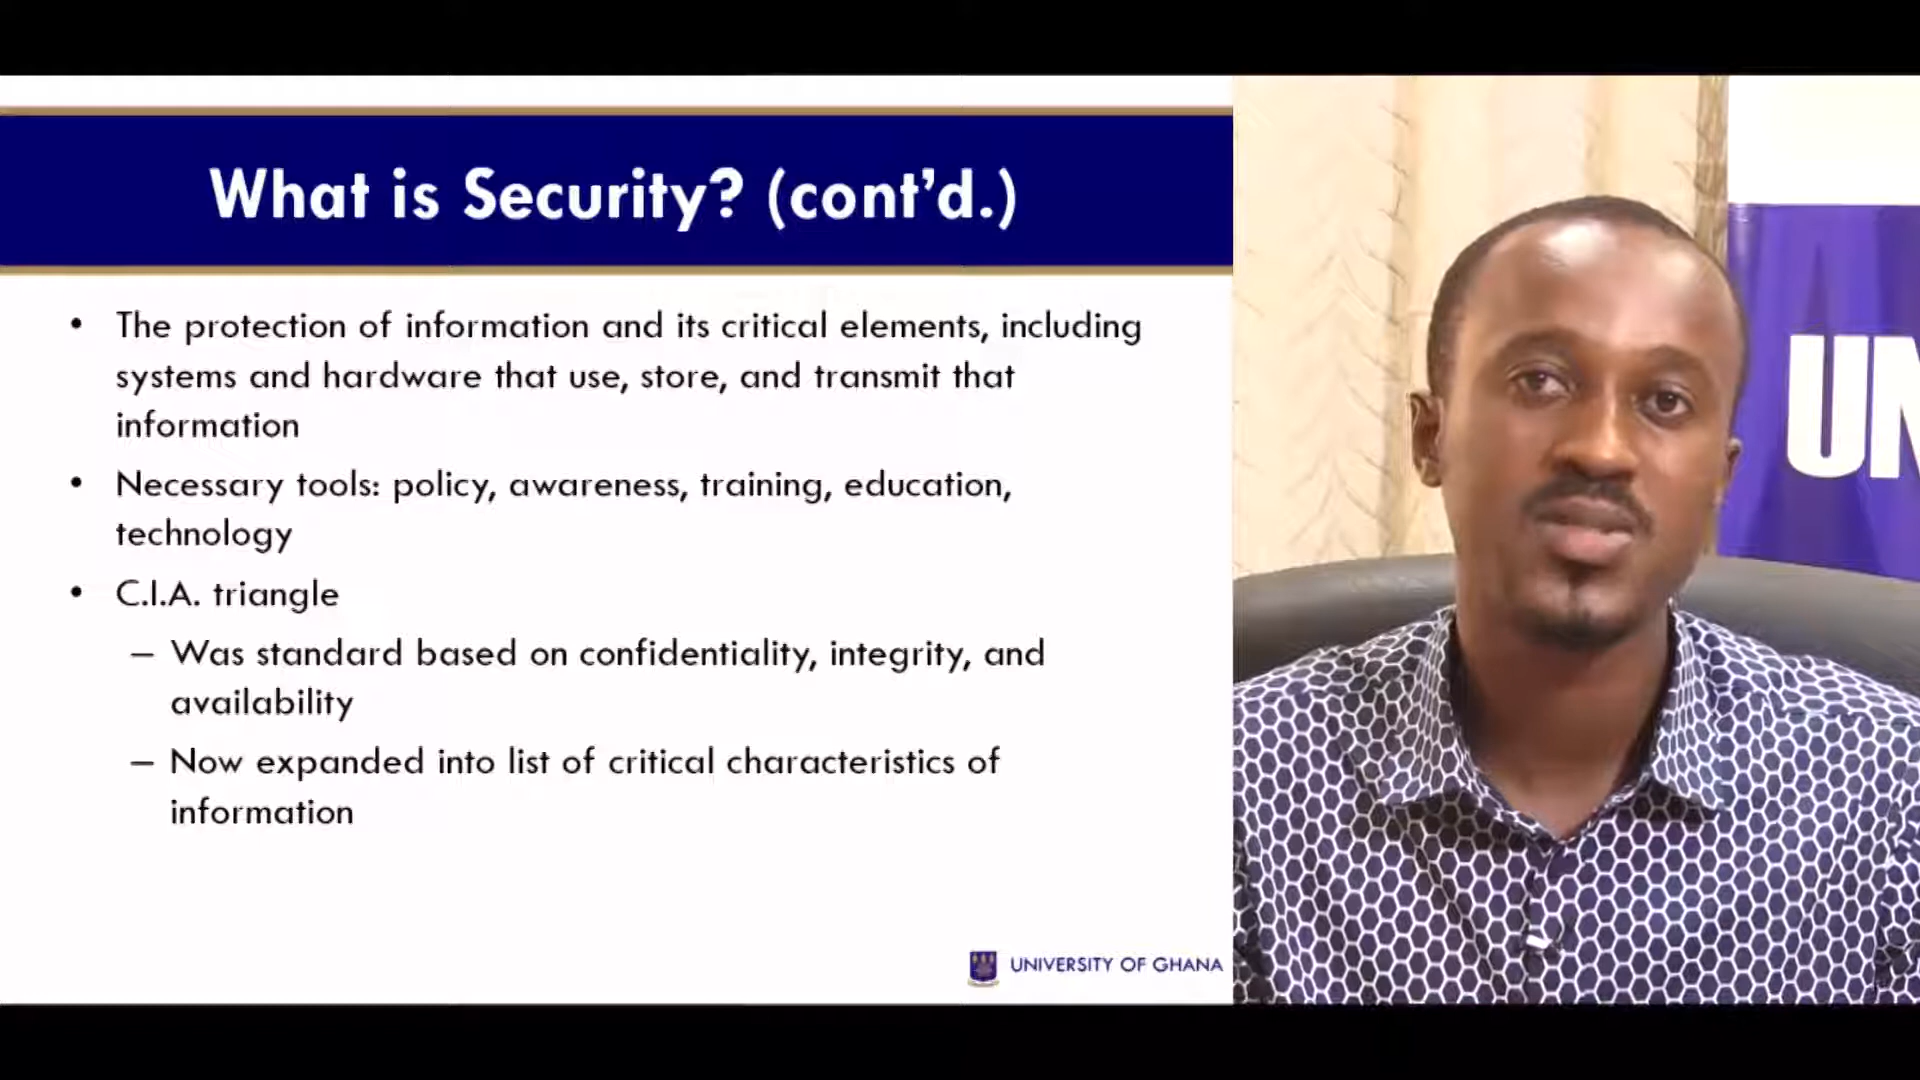 What is Security? (cont’d.)
• The protection of information and its critical elements, including
systems and hardware that use, store, and transmit that
information
• Necessary tools: policy, awareness, training, education,
technology
• C.I.A. triangle
– Was standard based on confidentiality, integrity, and
availability
– Now expanded into list of critical characteristics of
information
UNIVERSITY OF GHANA
UN